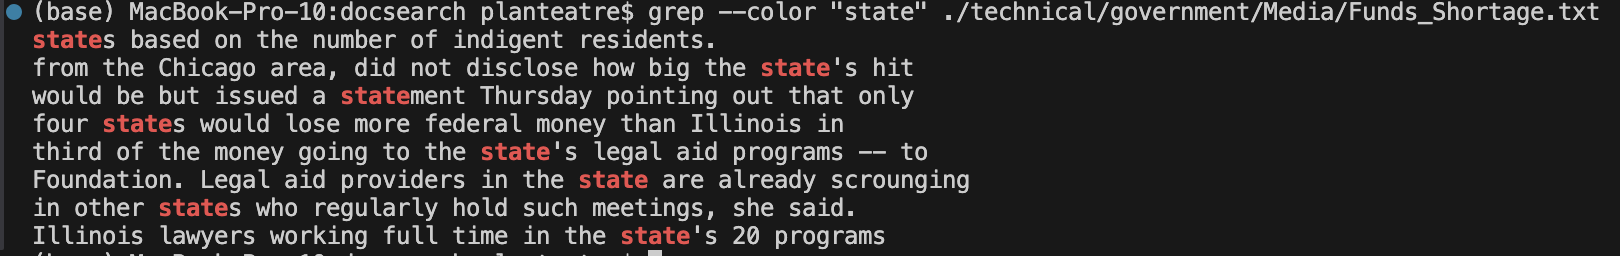 (base) MacBook-Pro-10:docsearch planteatre$ grep --color "state" ./technical/government/Media/Funds_Shortage.txt
states based on the number of indigent residents.
from the Chicago area, did not disclose how big the state's hit
would be but issued a statement Thursday pointing out that only
four states would lose more federal money than Illinois in
third of the money going to the state's legal aid programs -- to
Foundation. Legal aid providers in the state are already scrounging
in other states who regularly hold such meetings, she said.
Illinois lawyers working full time in the state's 20 programs